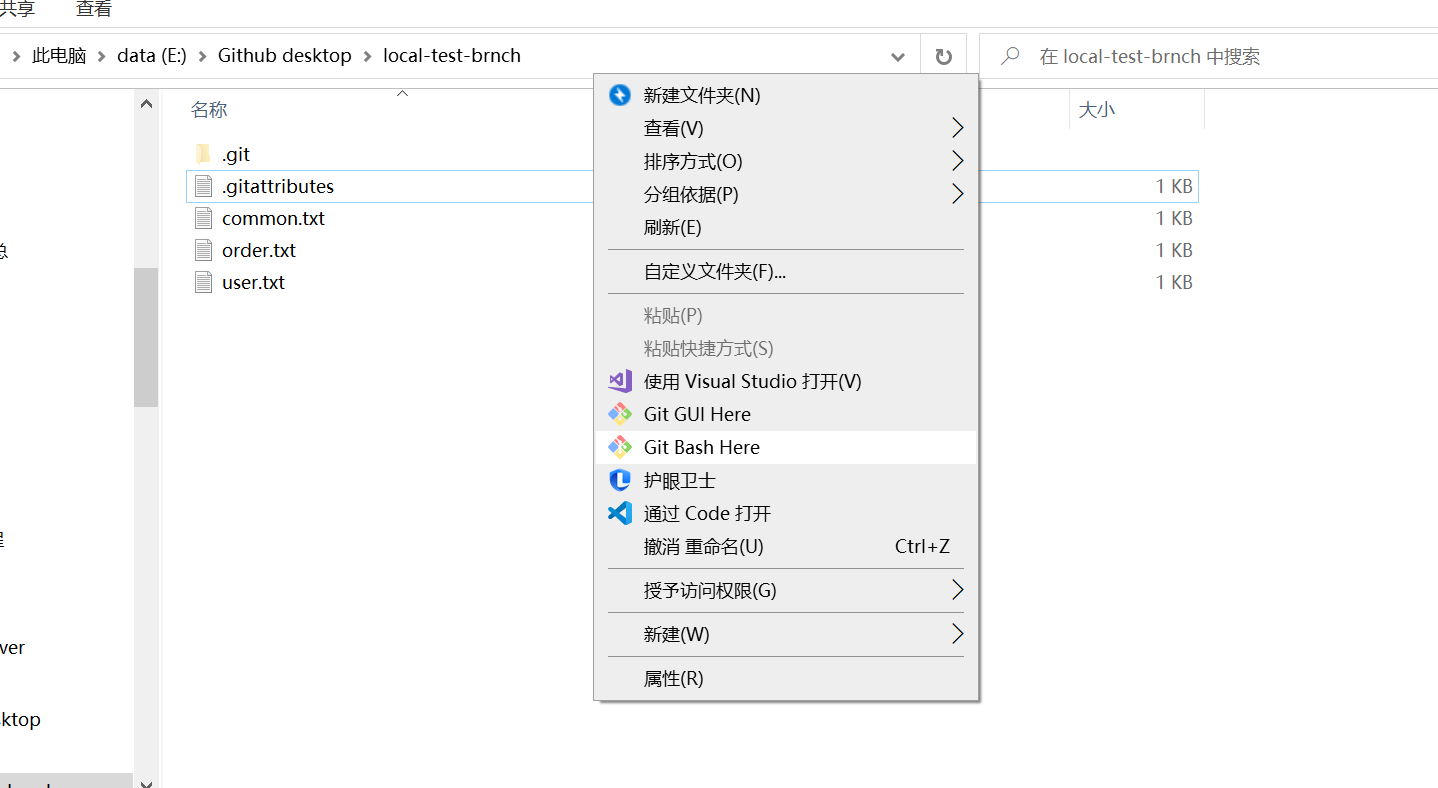 共享 查看
此电脑 data (E:) Github desktop local-test-brnch
在 local-test-brnch 中搜索
名称
大小
.git
.gitattributes 1 KB
common.txt 1 KB
order.txt 1 KB
user.txt 1 KB
新建文件夹(N)
查看(V)
排序方式(O)
分组依据(P)
刷新(E)
自定义文件夹(F)...
粘贴(P)
粘贴快捷方式(S)
使用 Visual Studio 打开(V)
Git GUI Here
Git Bash Here
护眼卫士
通过 Code 打开
撤消 重命名(U) Ctrl+Z
授予访问权限(G)
新建(W)
属性(R)